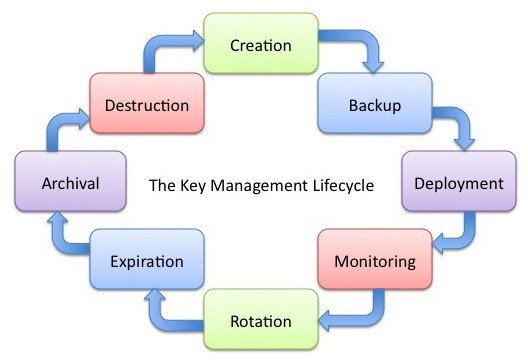 Creation
Destruction
Backup
Archival
The Key Management Lifecycle
Deployment
Expiration
Monitoring
Rotation